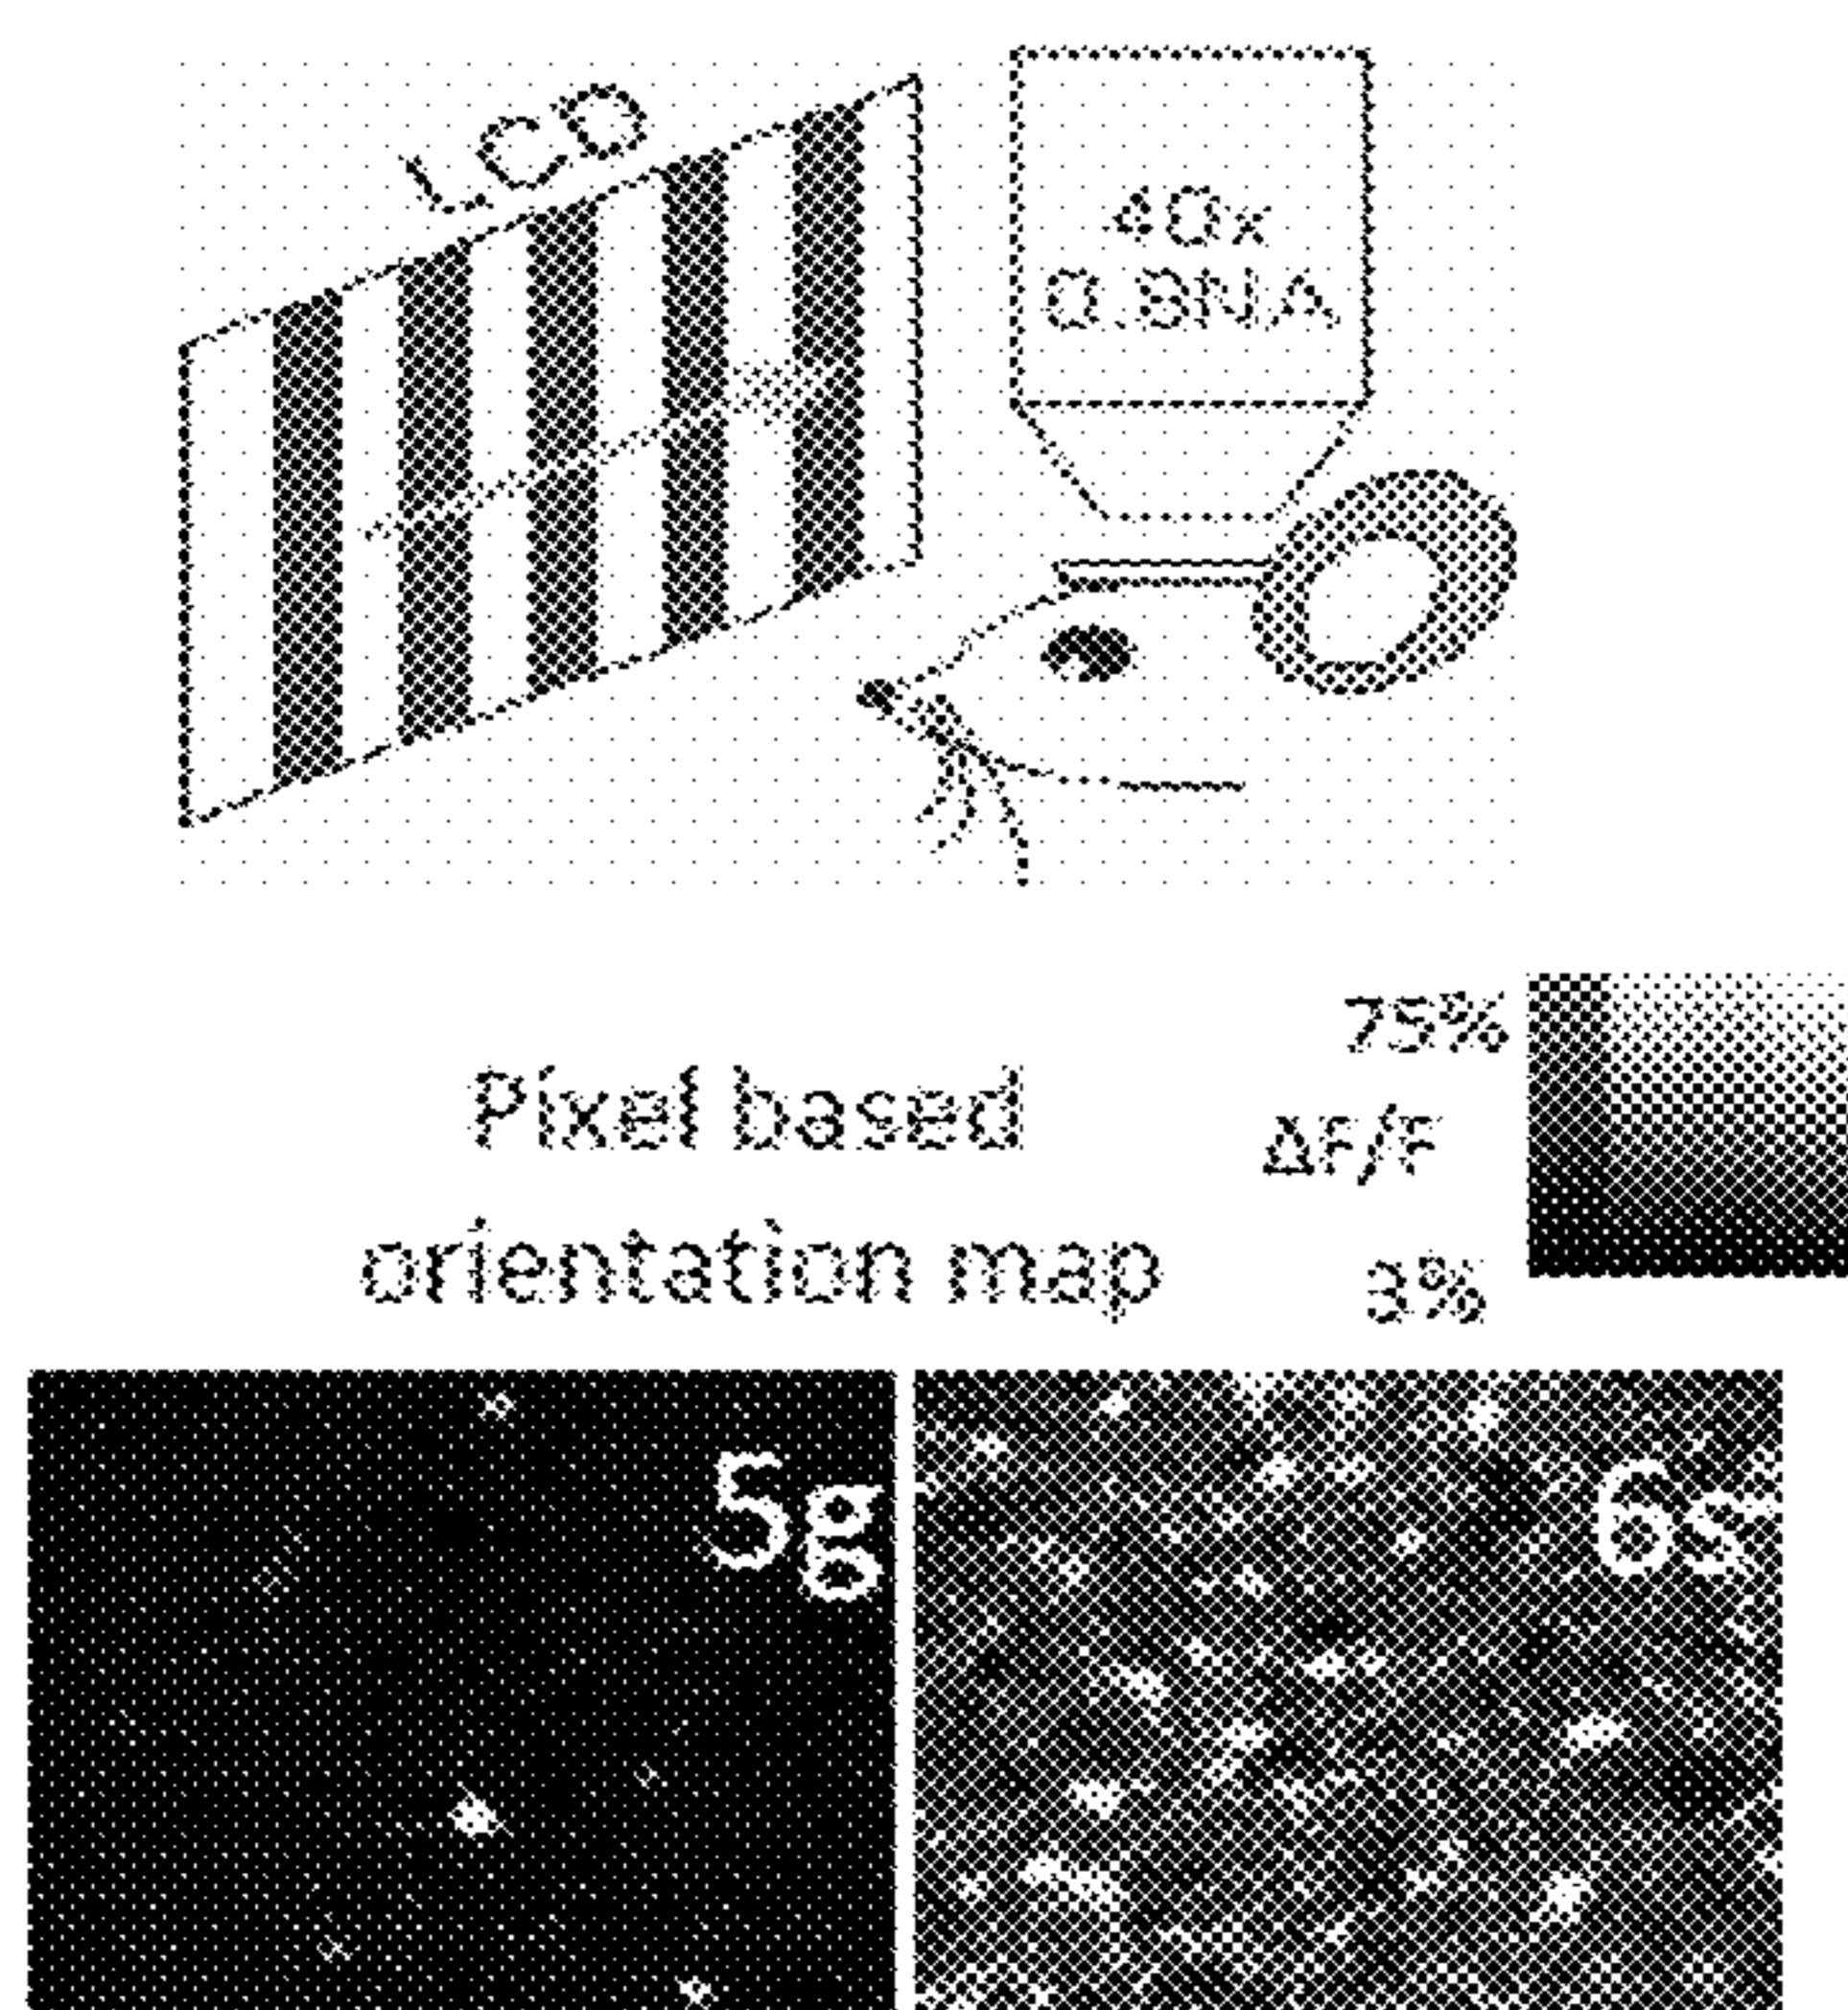 LCD
40x
0.8NA
75%
Pixel based
ΔF/F
orientation map
3%
5g
6s